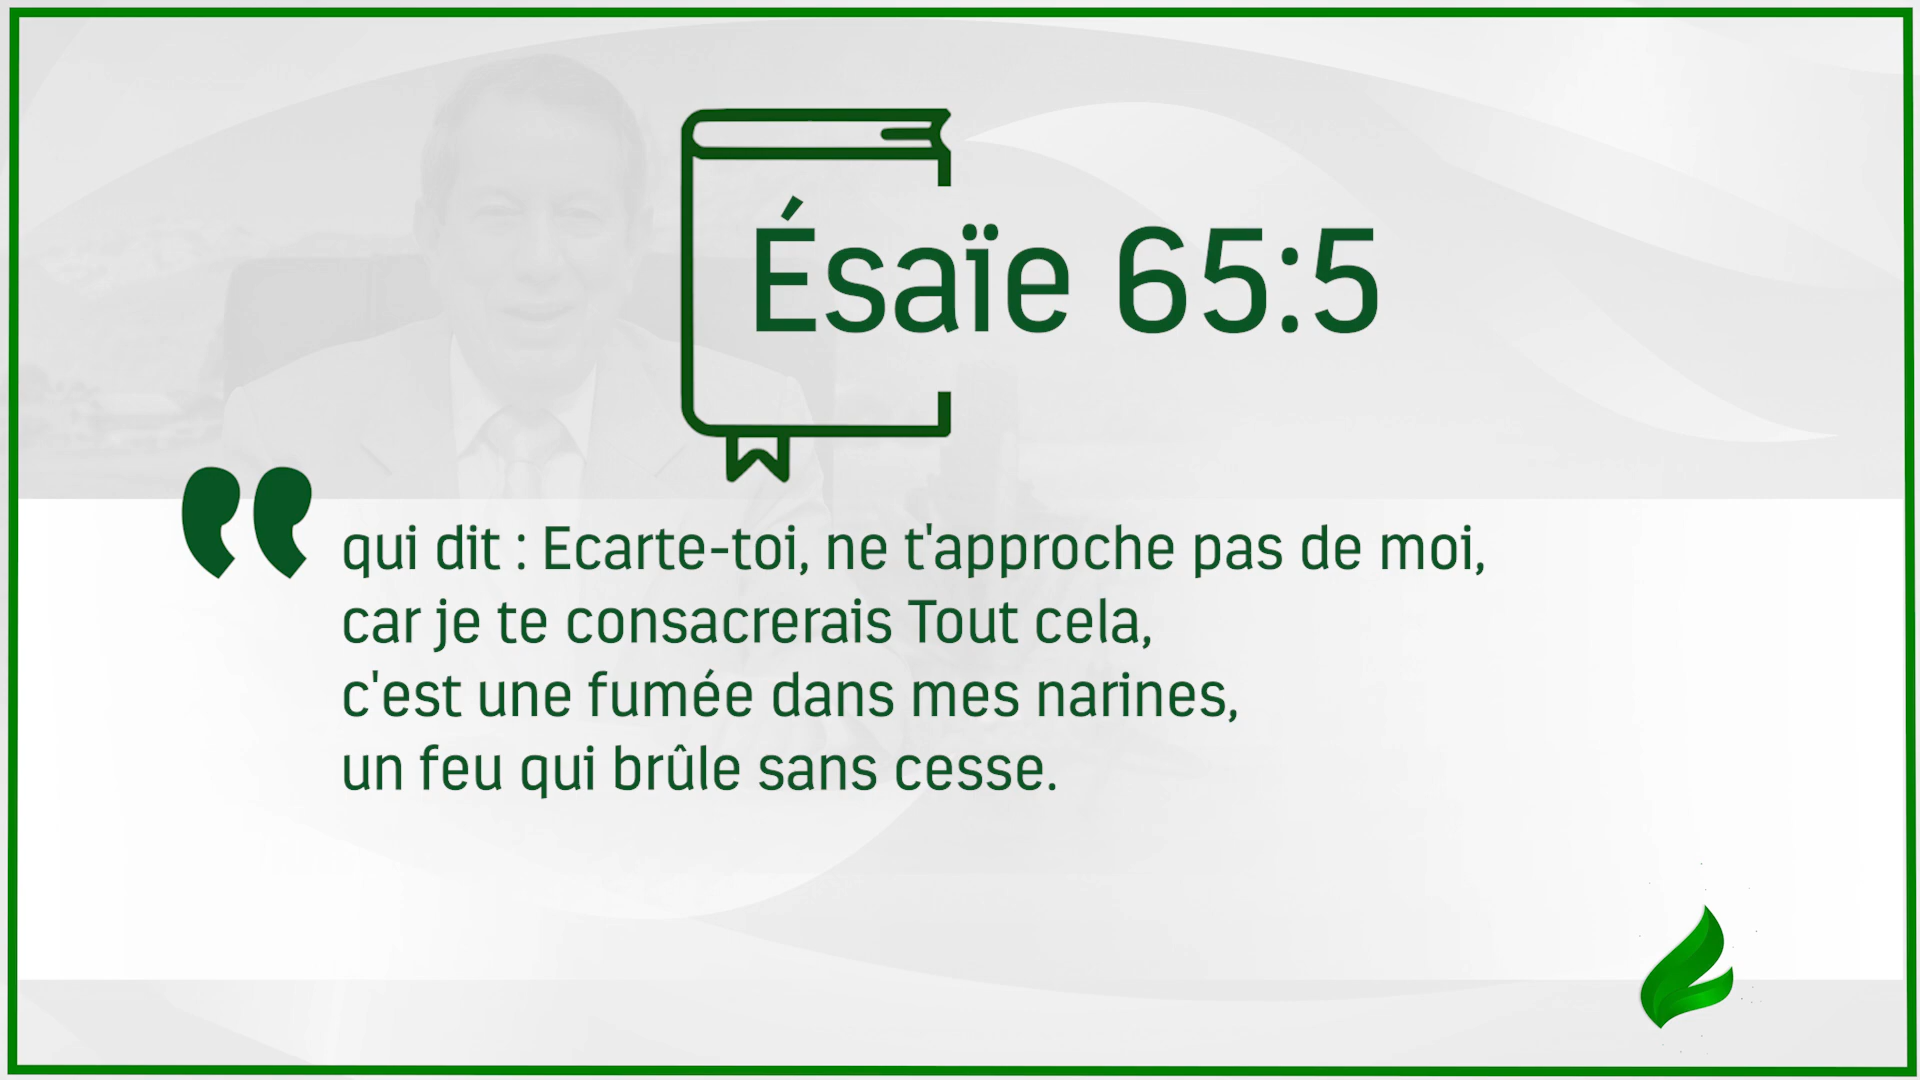 Ésaïe 65:5
qui dit : Ecarte-toi, ne t'approche pas de moi,
car je te consacrerais Tout cela,
c'est une fumée dans mes narines,
un feu qui brûle sans cesse.